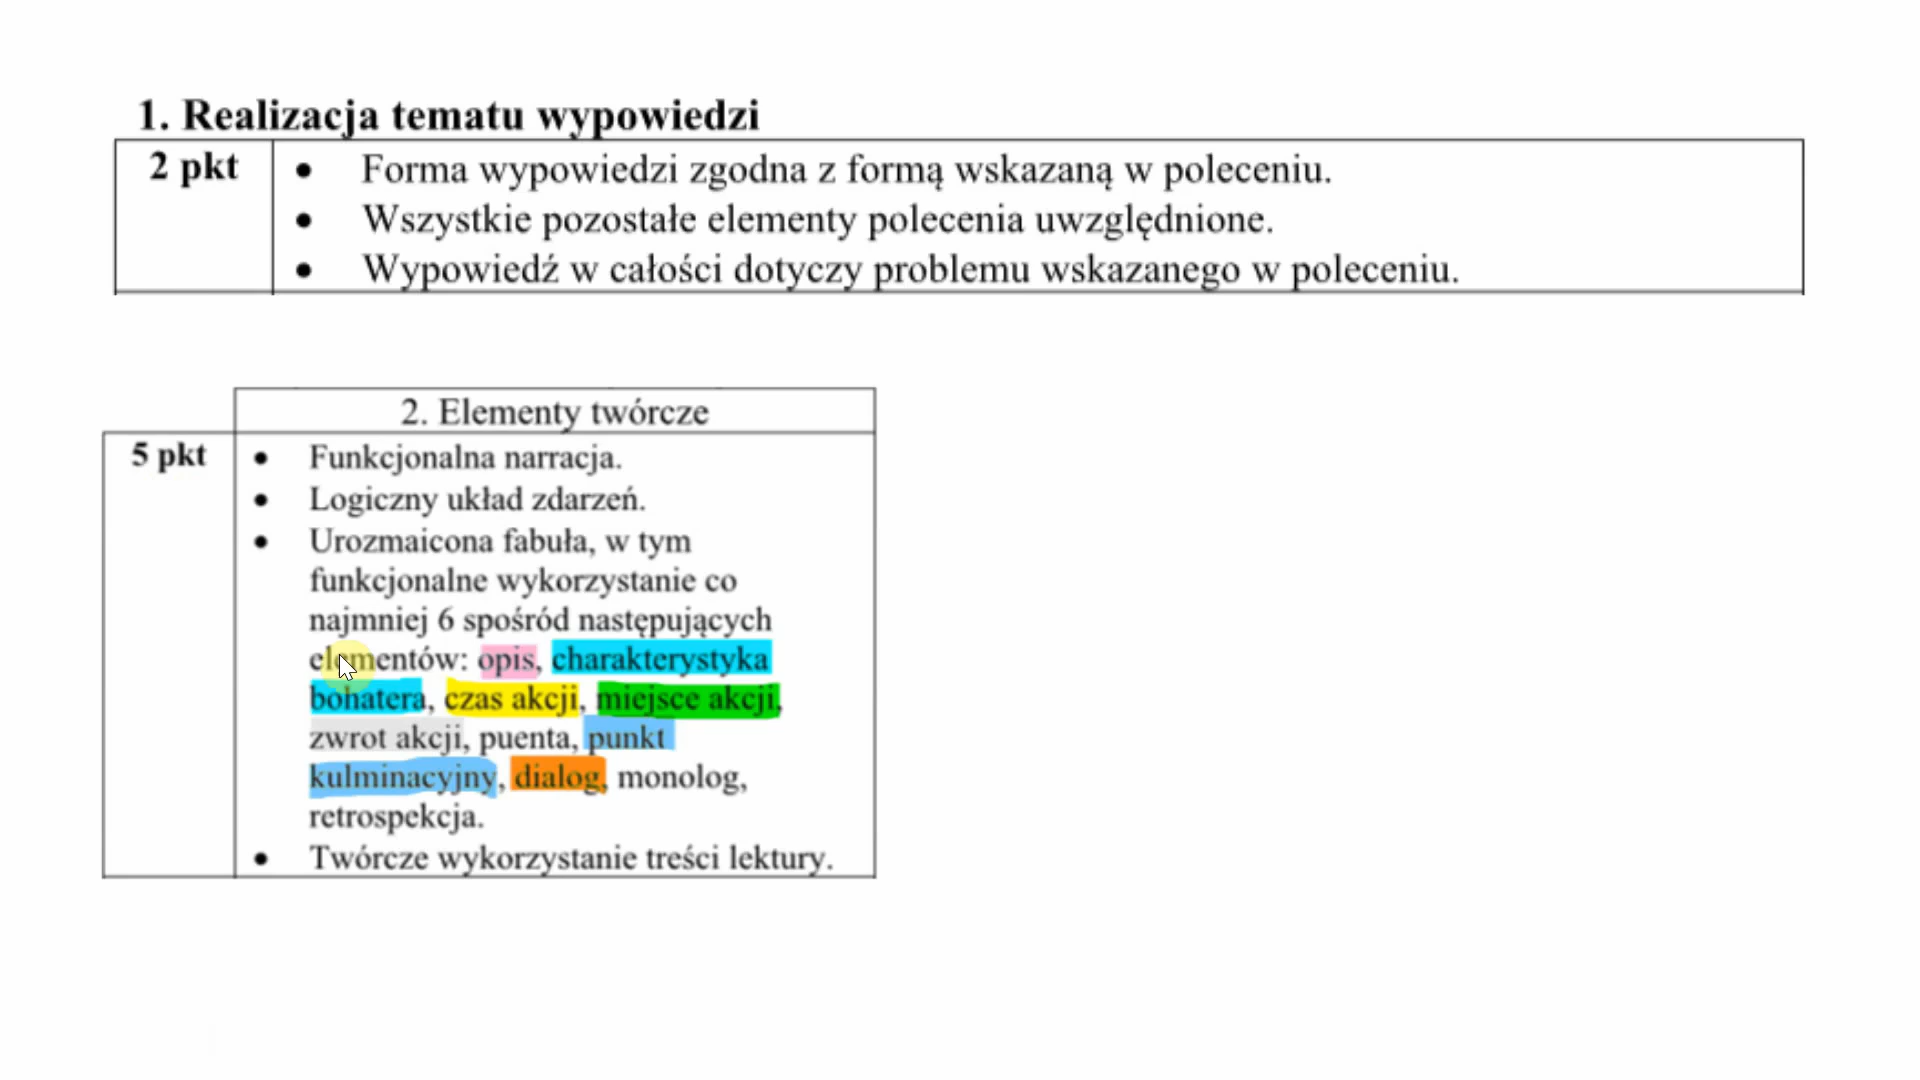 1. Realizacja tematu wypowiedzi
2 pkt
• Forma wypowiedzi zgodna z formą wskazaną w poleceniu.
• Wszystkie pozostałe elementy polecenia uwzględnione.
• Wypowiedź w całości dotyczy problemu wskazanego w poleceniu.
2. Elementy twórcze
5 pkt
• Funkcjonalna narracja.
• Logiczny układ zdarzeń.
• Urozmaicona fabuła, w tym
funkcjonalne wykorzystanie co
najmniej 6 spośród następujących
elementów: opis, charakterystyka
bohatera, czas akcji, miejsce akcji,
zwrot akcji, puenta, punkt
kulminacyjny, dialog, monolog,
retrospekcja.
• Twórcze wykorzystanie treści lektury.